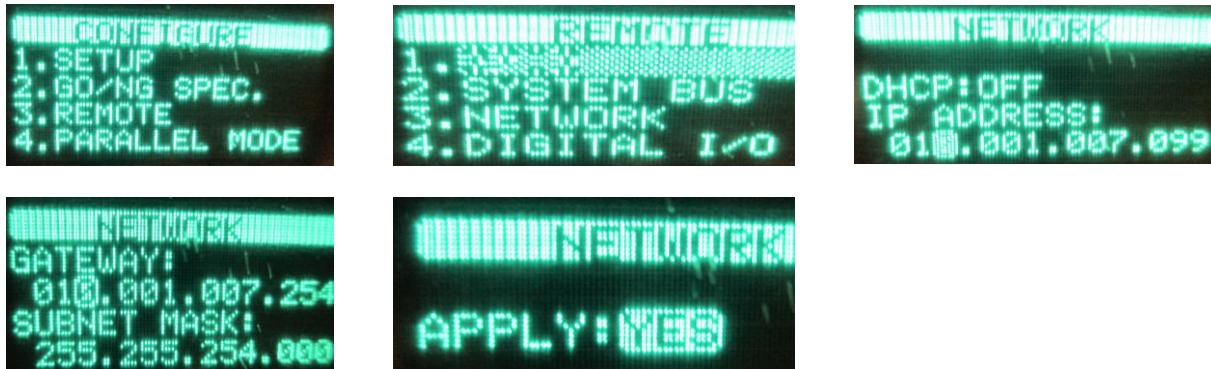 CONFIGURE
1.SETUP
2.GO/NG SPEC.
3.REMOTE
4.PARALLEL MODE
REMOTE
1.
2.SYSTEM BUS
3.NETWORK
4.DIGITAL I/O
NETWORK
DHCP:OFF
IP ADDRESS:
010.001.007.099
NETWORK
GATEWAY:
010.001.007.254
SUBNET MASK:
255.255.254.000
NETWORK
APPLY:YES